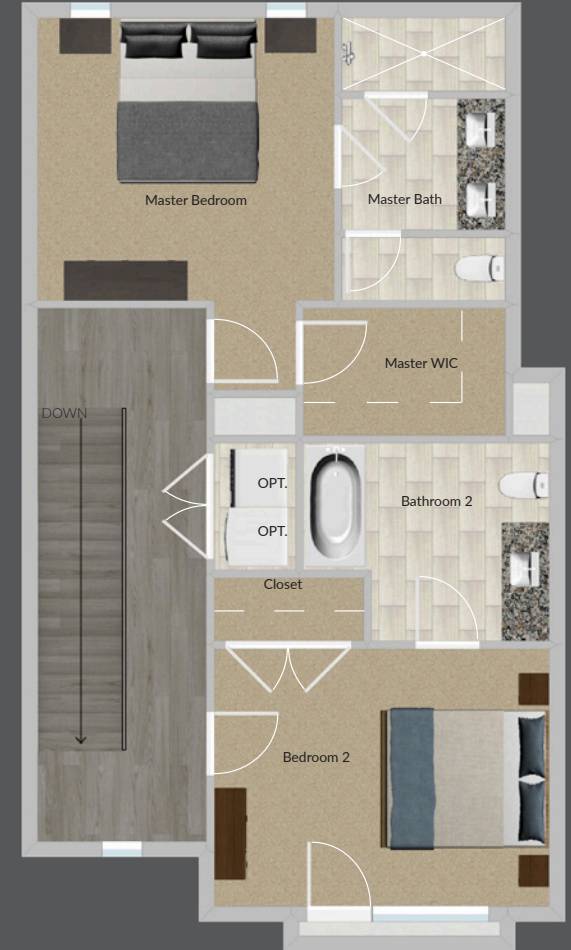 Master Bedroom
Master Bath
Master WIC
DOWN
OPT.
Bathroom 2
OPT.
Closet
Bedroom 2